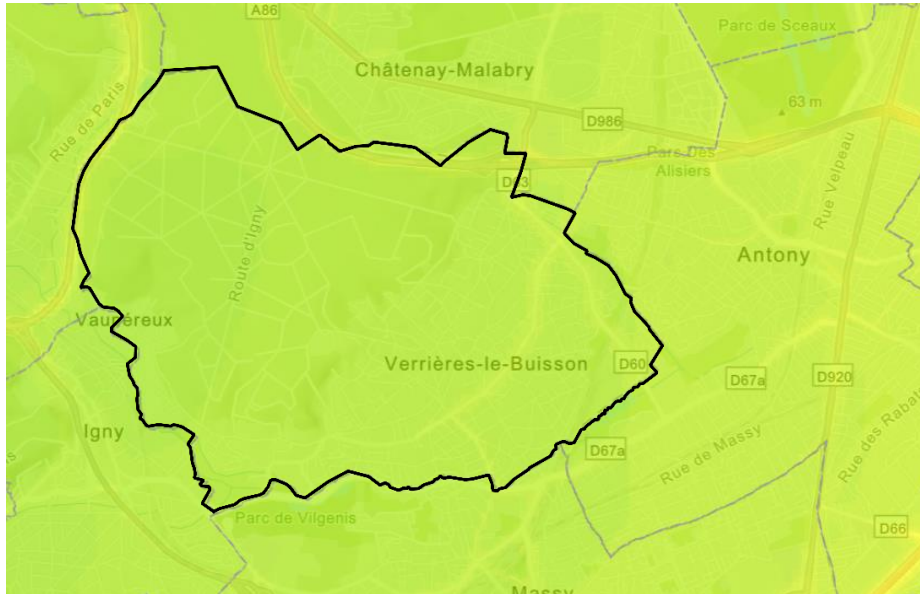 A86
Parc de Sceaux
Rue de Paris
Châtenay-Malabry
63 m
D986
Parc Des
Alisiers
D63
Rue Velpeau
Route d'Igny
Antony
Vaupéreux
Verrières-le-Buisson
D60
D67a
D920
Igny
D67a
Rue de Massy
Rue des Rabats
Parc de Vilgenis
D66
Massy